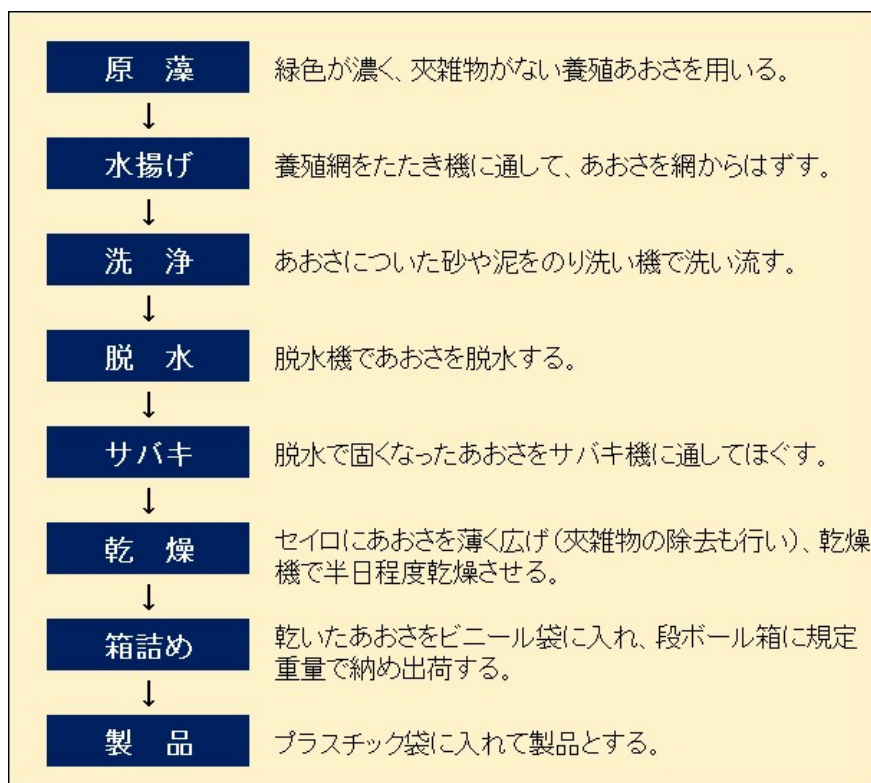 原　藻
緑色が濃く、夾雑物がない養殖あおさを用いる。
↓
水揚げ
養殖網をたたき機に通して、あおさを網からはずす。
↓
洗　浄
あおさについた砂や泥をのり洗い機で洗い流す。
↓
脱　水
脱水機であおさを脱水する。
↓
サバキ
脱水で固くなったあおさをサバキ機に通してほぐす。
↓
乾　燥
セイロにあおさを薄く広げ（夾雑物の除去も行い）、乾燥
機で半日程度乾燥させる。
↓
箱詰め
乾いたあおさをビニール袋に入れ、段ボール箱に規定
重量で納め出荷する。
↓
製　品
プラスチック袋に入れて製品とする。